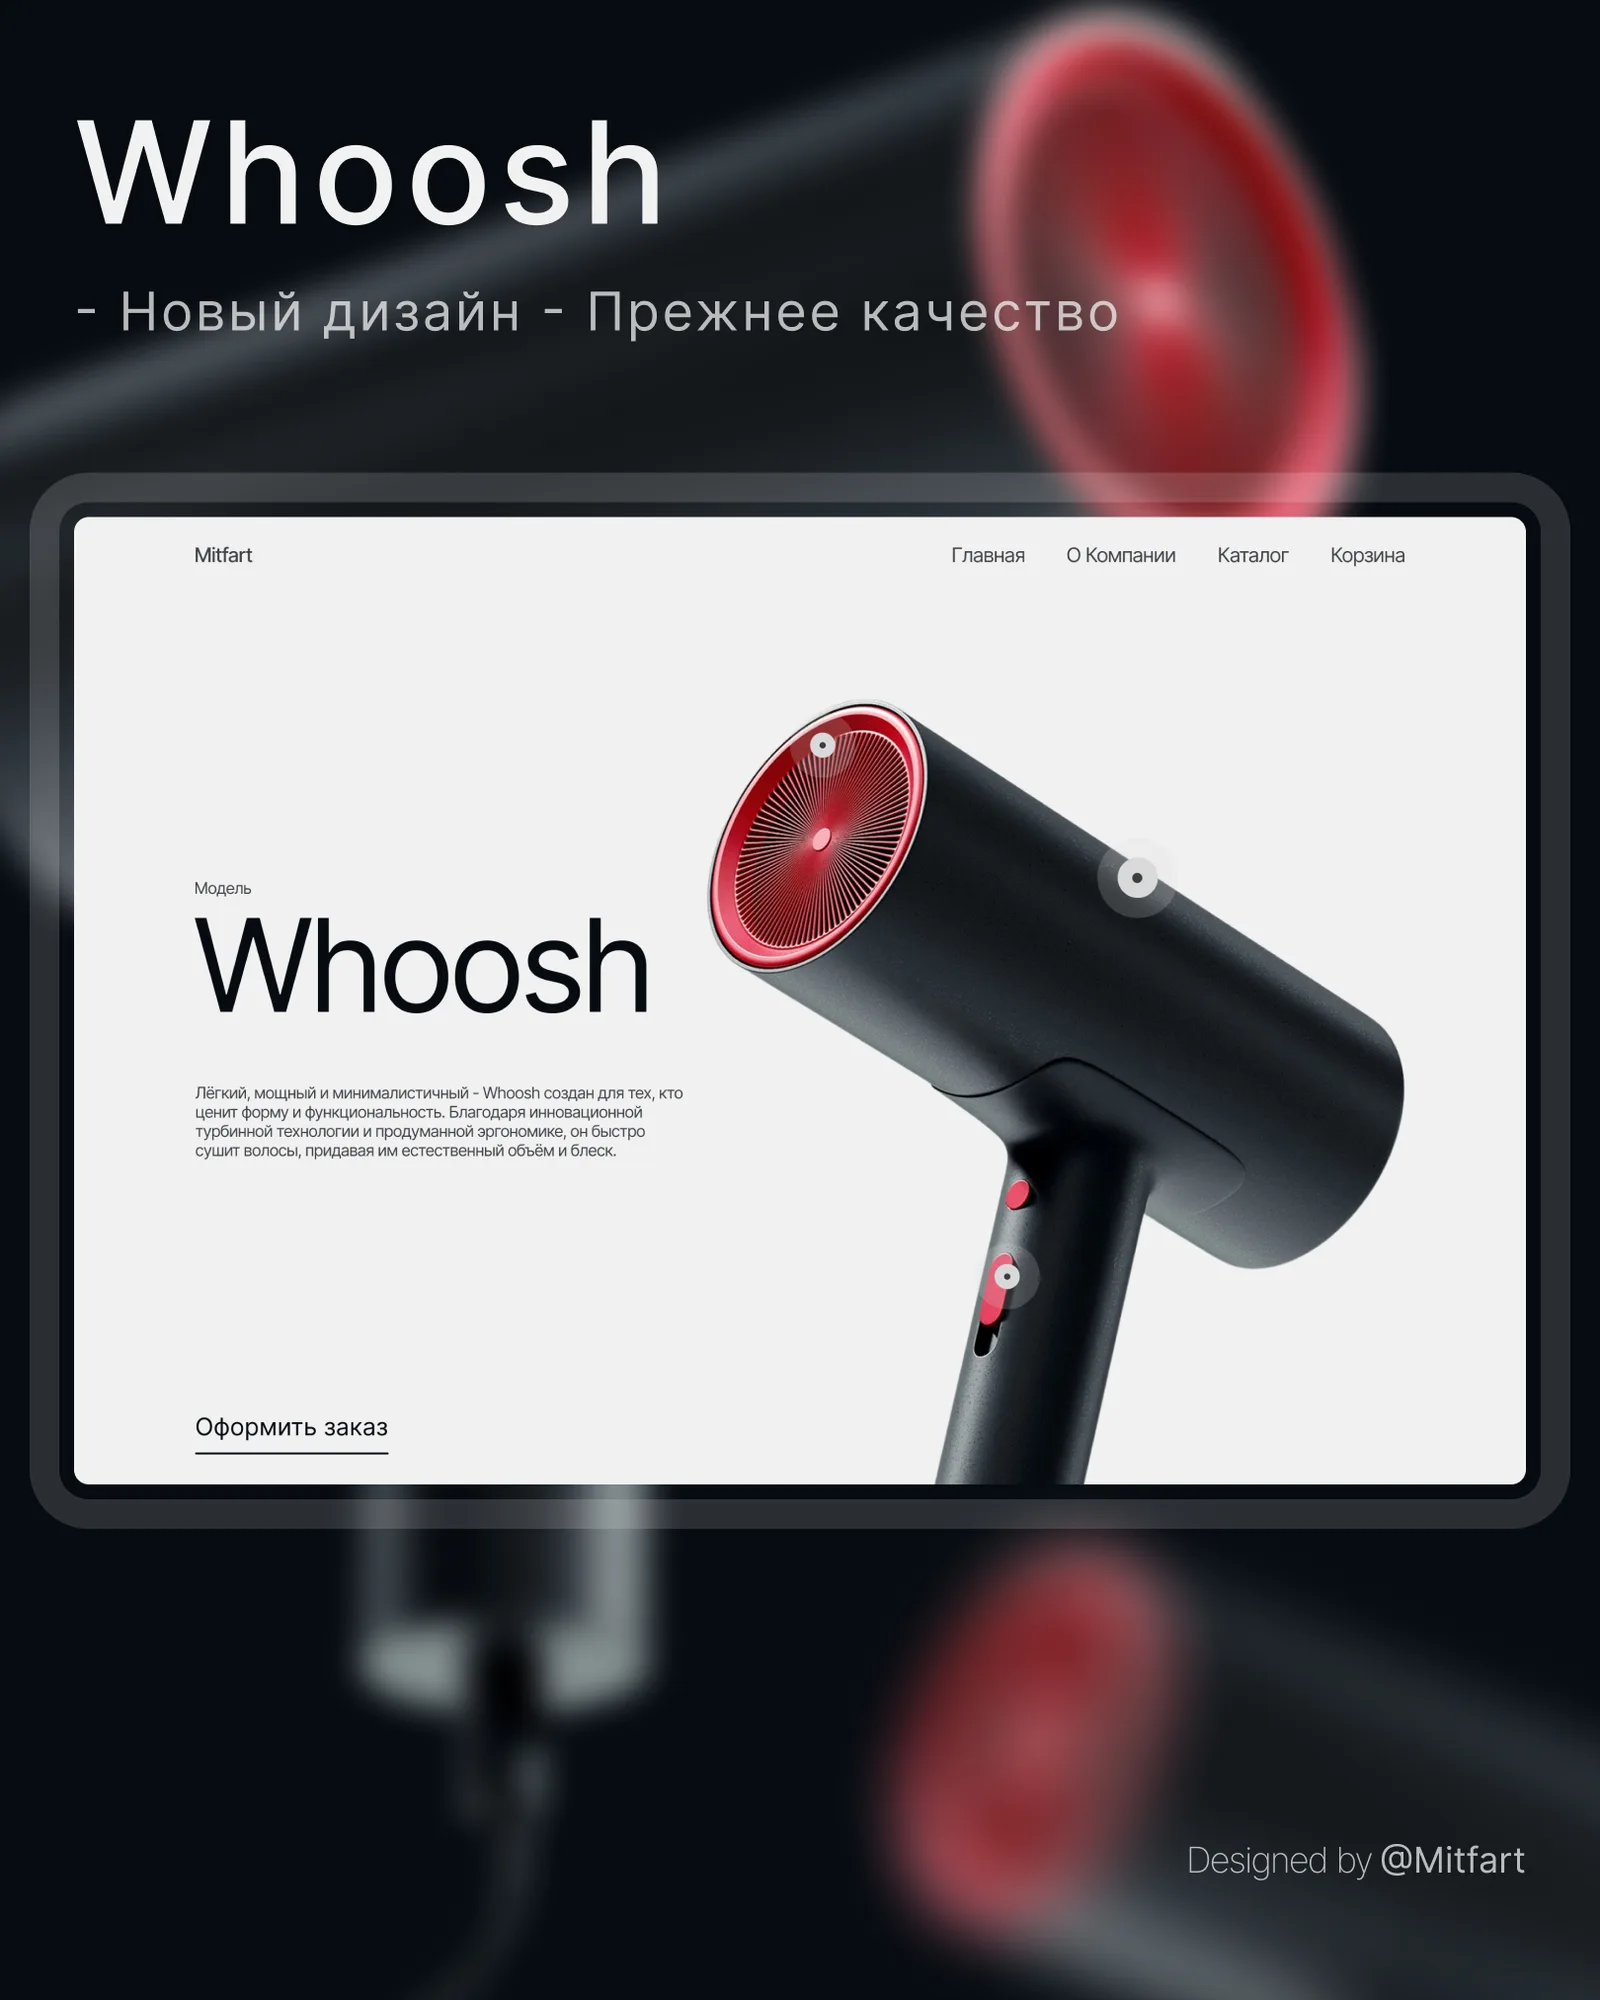 Whoosh
- Новый дизайн - Прежнее качество
Mitfart
Главная
О Компании
Каталог
Корзина
Модель
Whoosh
Лёгкий, мощный и минималистичный - Whoosh создан для тех, кто
ценит форму и функциональность. Благодаря инновационной
турбинной технологии и продуманной эргономике, он быстро
сушит волосы, придавая им естественный объём и блеск.
Оформить заказ
Designed by @Mitfart